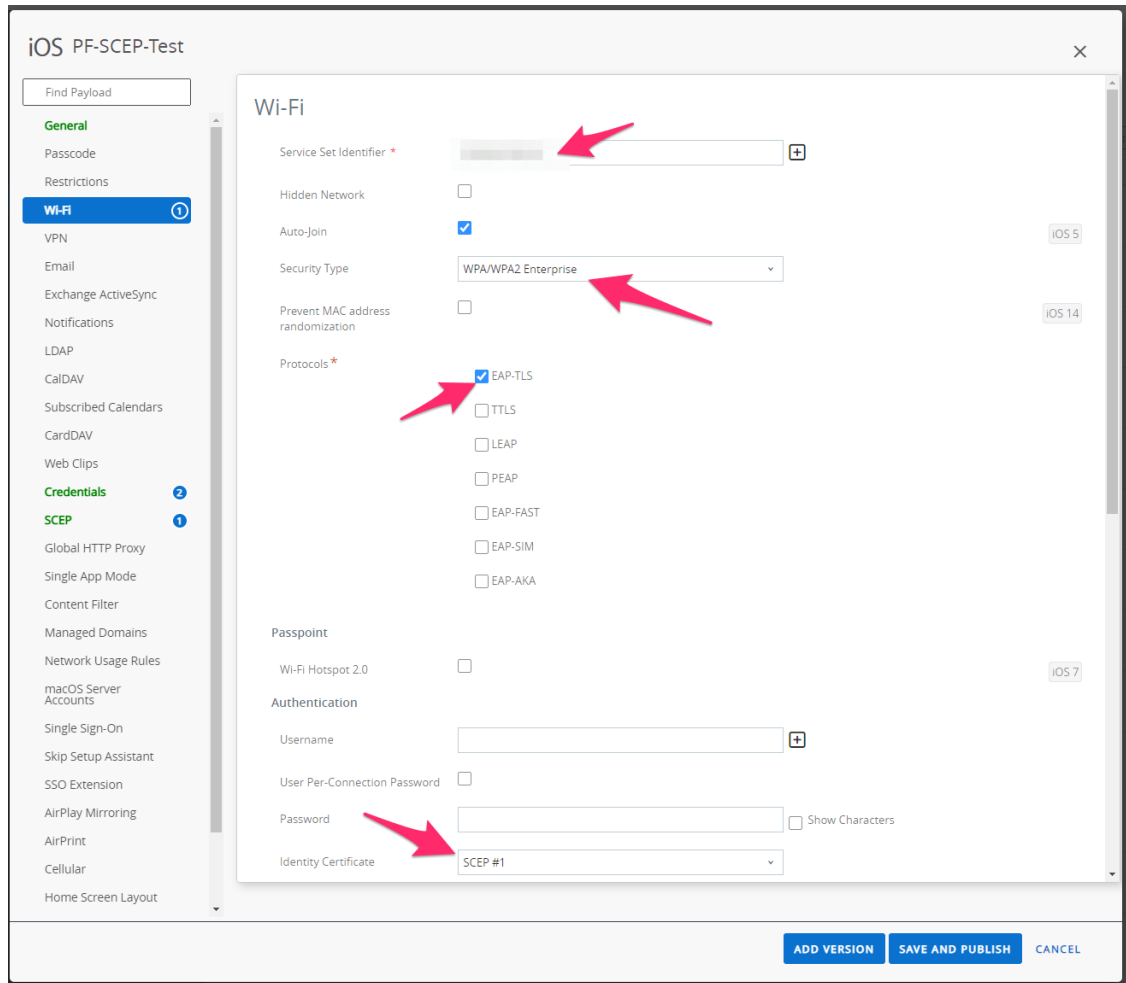 iOS PF-SCEP-Test
Find Payload
General
Passcode
Restrictions
Wi-Fi 1
VPN
Email
Exchange ActiveSync
Notifications
LDAP
CalDAV
Subscribed Calendars
CardDAV
Web Clips
Credentials 2
SCEP 1
Global HTTP Proxy
Single App Mode
Content Filter
Managed Domains
Network Usage Rules
macOS Server
Accounts
Single Sign-On
Skip Setup Assistant
SSO Extension
AirPlay Mirroring
AirPrint
Cellular
Home Screen Layout
Wi-Fi
Service Set Identifier *
Hidden Network
Auto-Join
iOS 5
Security Type
WPA/WPA2 Enterprise
Prevent MAC address
randomization
iOS 14
Protocols *
EAP-TLS
TTLS
LEAP
PEAP
EAP-FAST
EAP-SIM
EAP-AKA
Passpoint
Wi-Fi Hotspot 2.0
iOS 7
Authentication
Username
User Per-Connection Password
Password
Show Characters
Identity Certificate
SCEP #1
ADD VERSION
SAVE AND PUBLISH
CANCEL